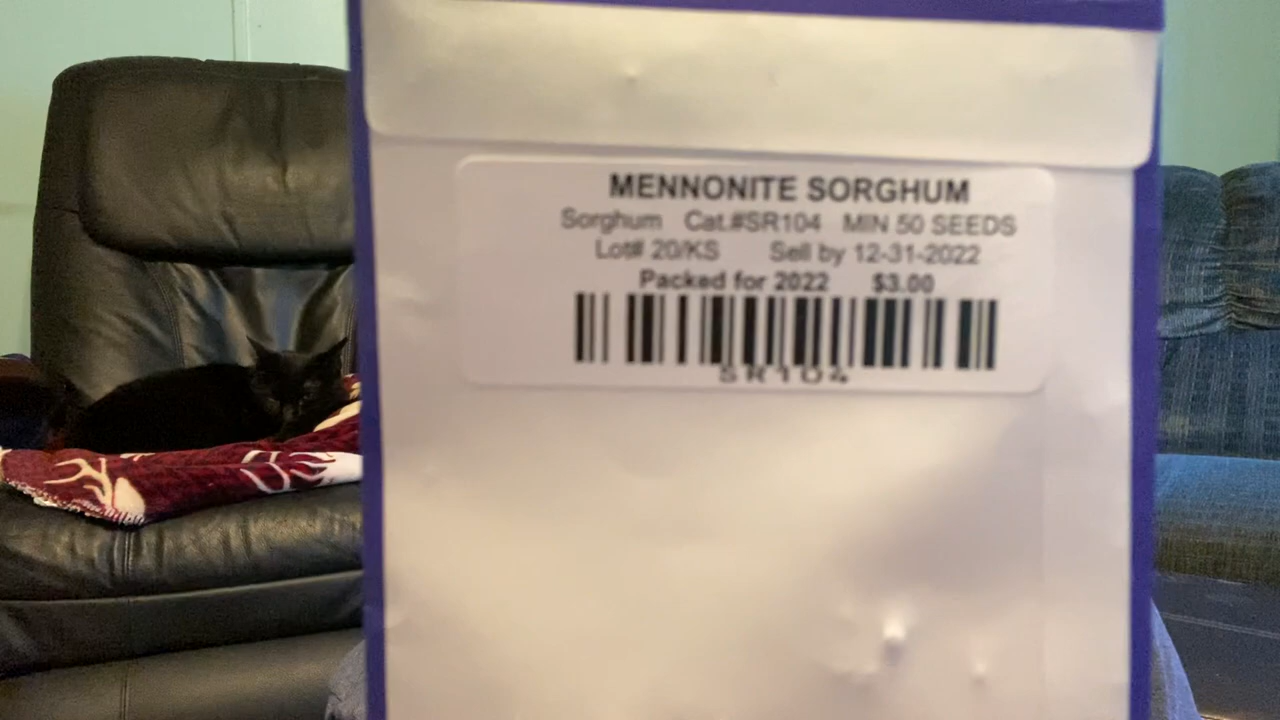 MENNONITE SORGHUM
Sorghum Cat.#SR104 MIN 50 SEEDS
Lot# 20/KS Sell by 12-31-2022
Packed for 2022 $3.00
SR104